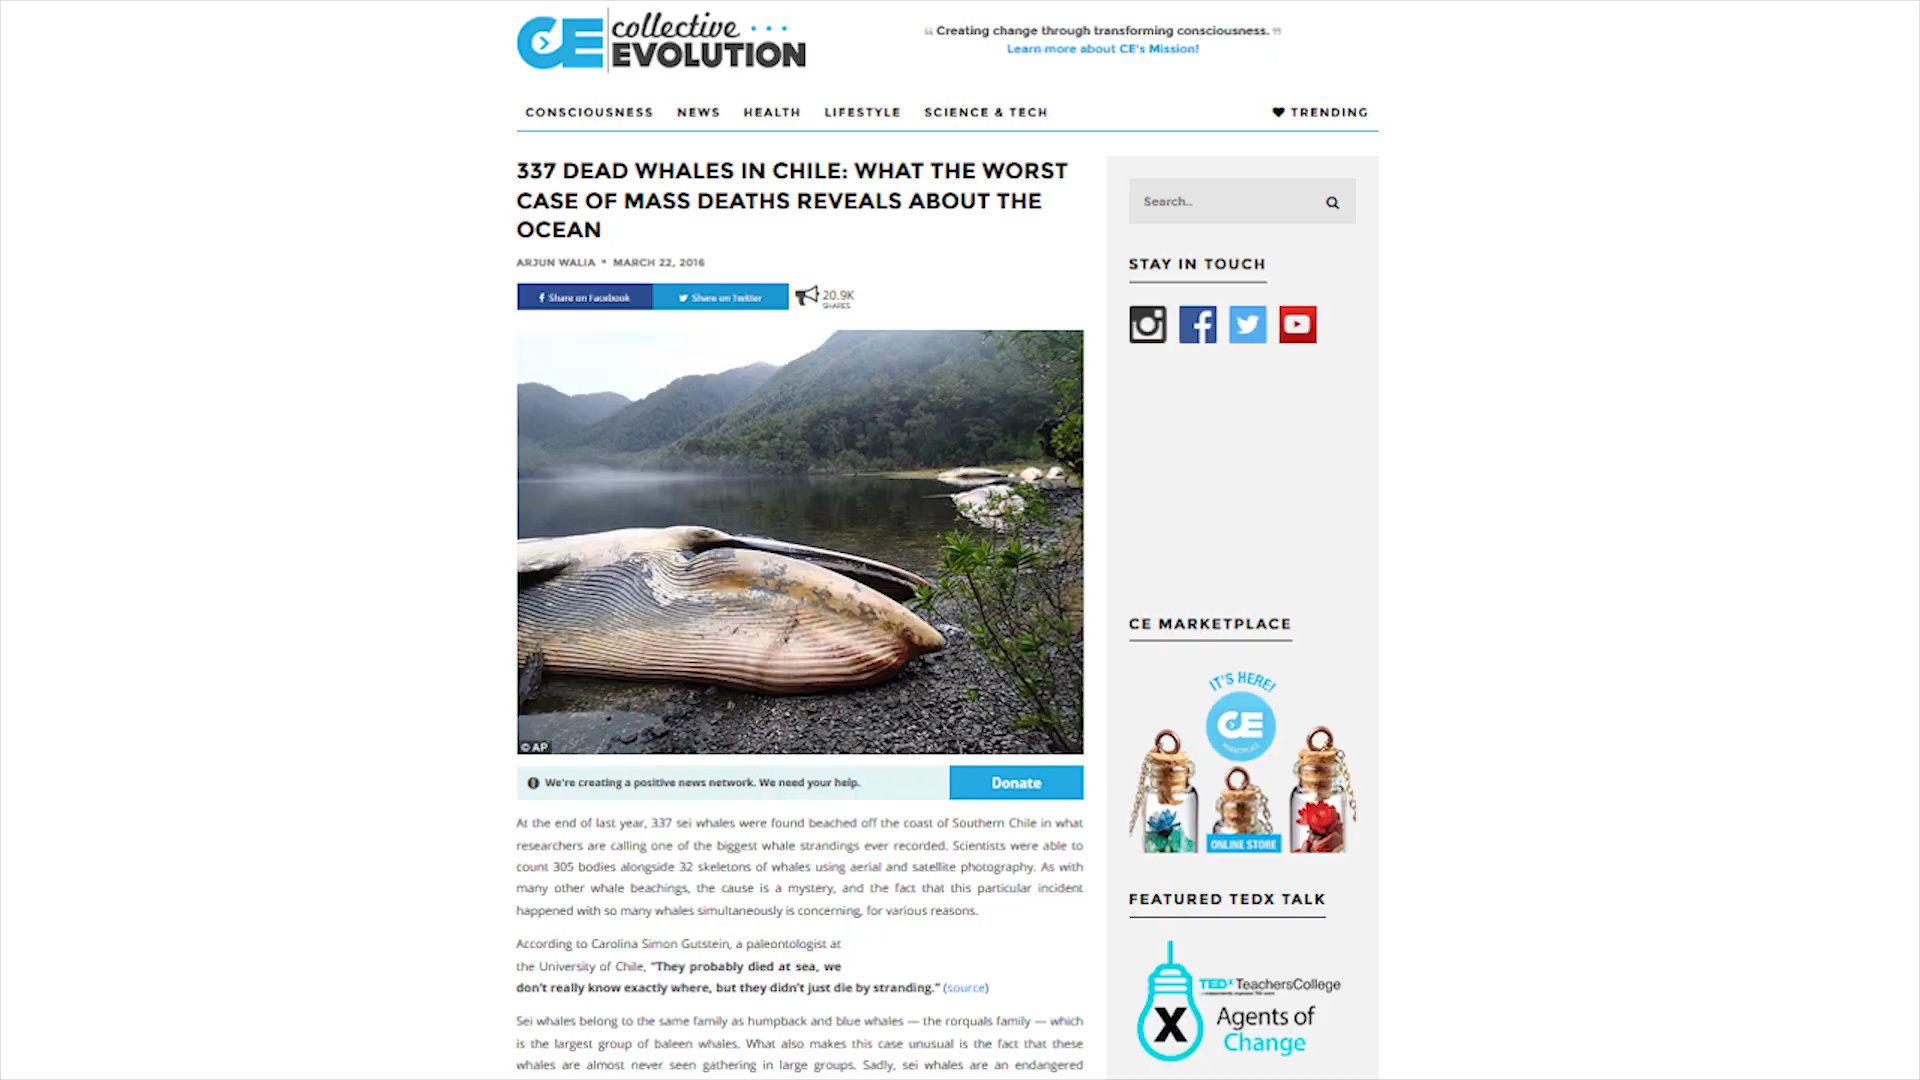 CE collective
EVOLUTION
Creating change through transforming consciousness.
Learn more about CE's Mission!
CONSCIOUSNESS NEWS HEALTH LIFESTYLE SCIENCE & TECH TRENDING
337 DEAD WHALES IN CHILE: WHAT THE WORST
CASE OF MASS DEATHS REVEALS ABOUT THE
OCEAN
ARJUN WALIA MARCH 22, 2016
Share on Facebook Share on Twitter 20.9K
SHARES
© AP
We're creating a positive news network. We need your help. Donate
At the end of last year, 337 sei whales were found beached off the coast of Southern Chile in what
researchers are calling one of the biggest whale strandings ever recorded. Scientists were able to
count 305 bodies alongside 32 skeletons of whales using aerial and satellite photography. As with
many other whale beachings, the cause is a mystery, and the fact that this particular incident
happened with so many whales simultaneously is concerning, for various reasons.
According to Carolina Simon Gutstein, a paleontologist at
the University of Chile, "They probably died at sea, we
don't really know exactly where, but they didn't just die by stranding." (source)
Sei whales belong to the same family as humpback and blue whales — the rorquals family — which
is the largest group of baleen whales. What also makes this case unusual is the fact that these
whales are almost never seen gathering in large groups. Sadly, sei whales are an endangered
Search..
STAY IN TOUCH
CE MARKETPLACE
IT'S HERE!
CE
MARKETPLACE
ONLINE STORE
FEATURED TEDX TALK
TEDx TeachersCollege
X Agents of
Change